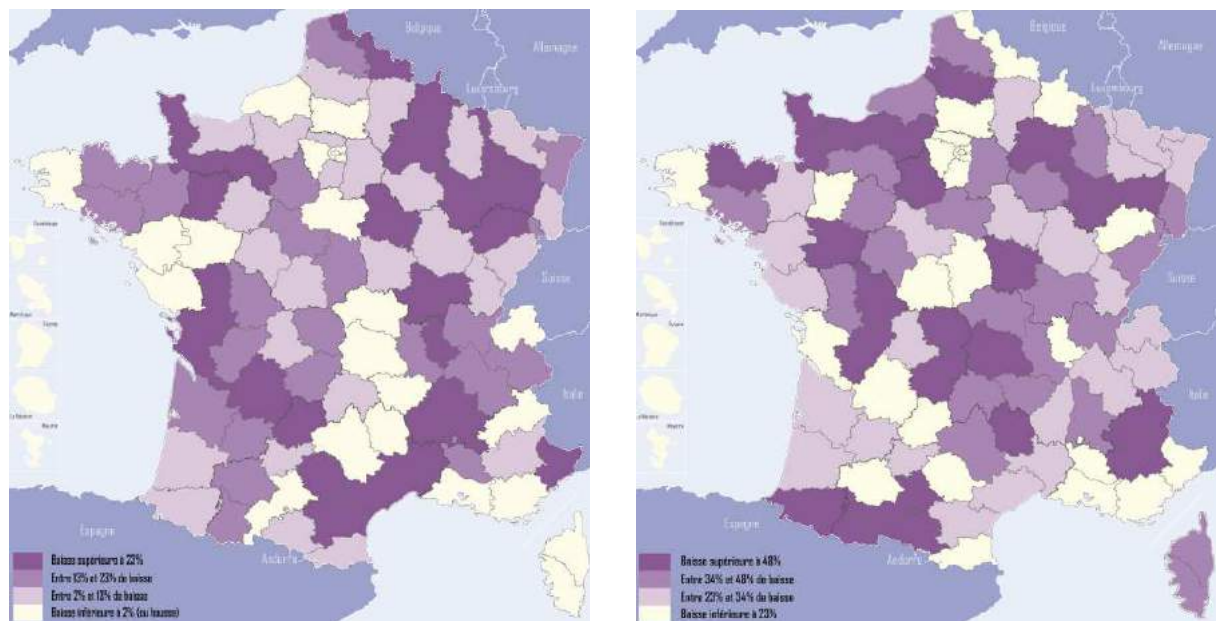 Belgique
Allemagne
Luxembourg
Suisse
Italie
Espagne
Andorre
Baisse supérieure à 23%
Entre 13% et 23% de baisse
Entre 2% et 13% de baisse
Baisse inférieure à 2% (ou hausse)
Belgique
Allemagne
Luxembourg
Suisse
Italie
Espagne
Andorre
Baisse supérieure à 48%
Entre 34% et 48% de baisse
Entre 23% et 34% de baisse
Baisse inférieure à 23%